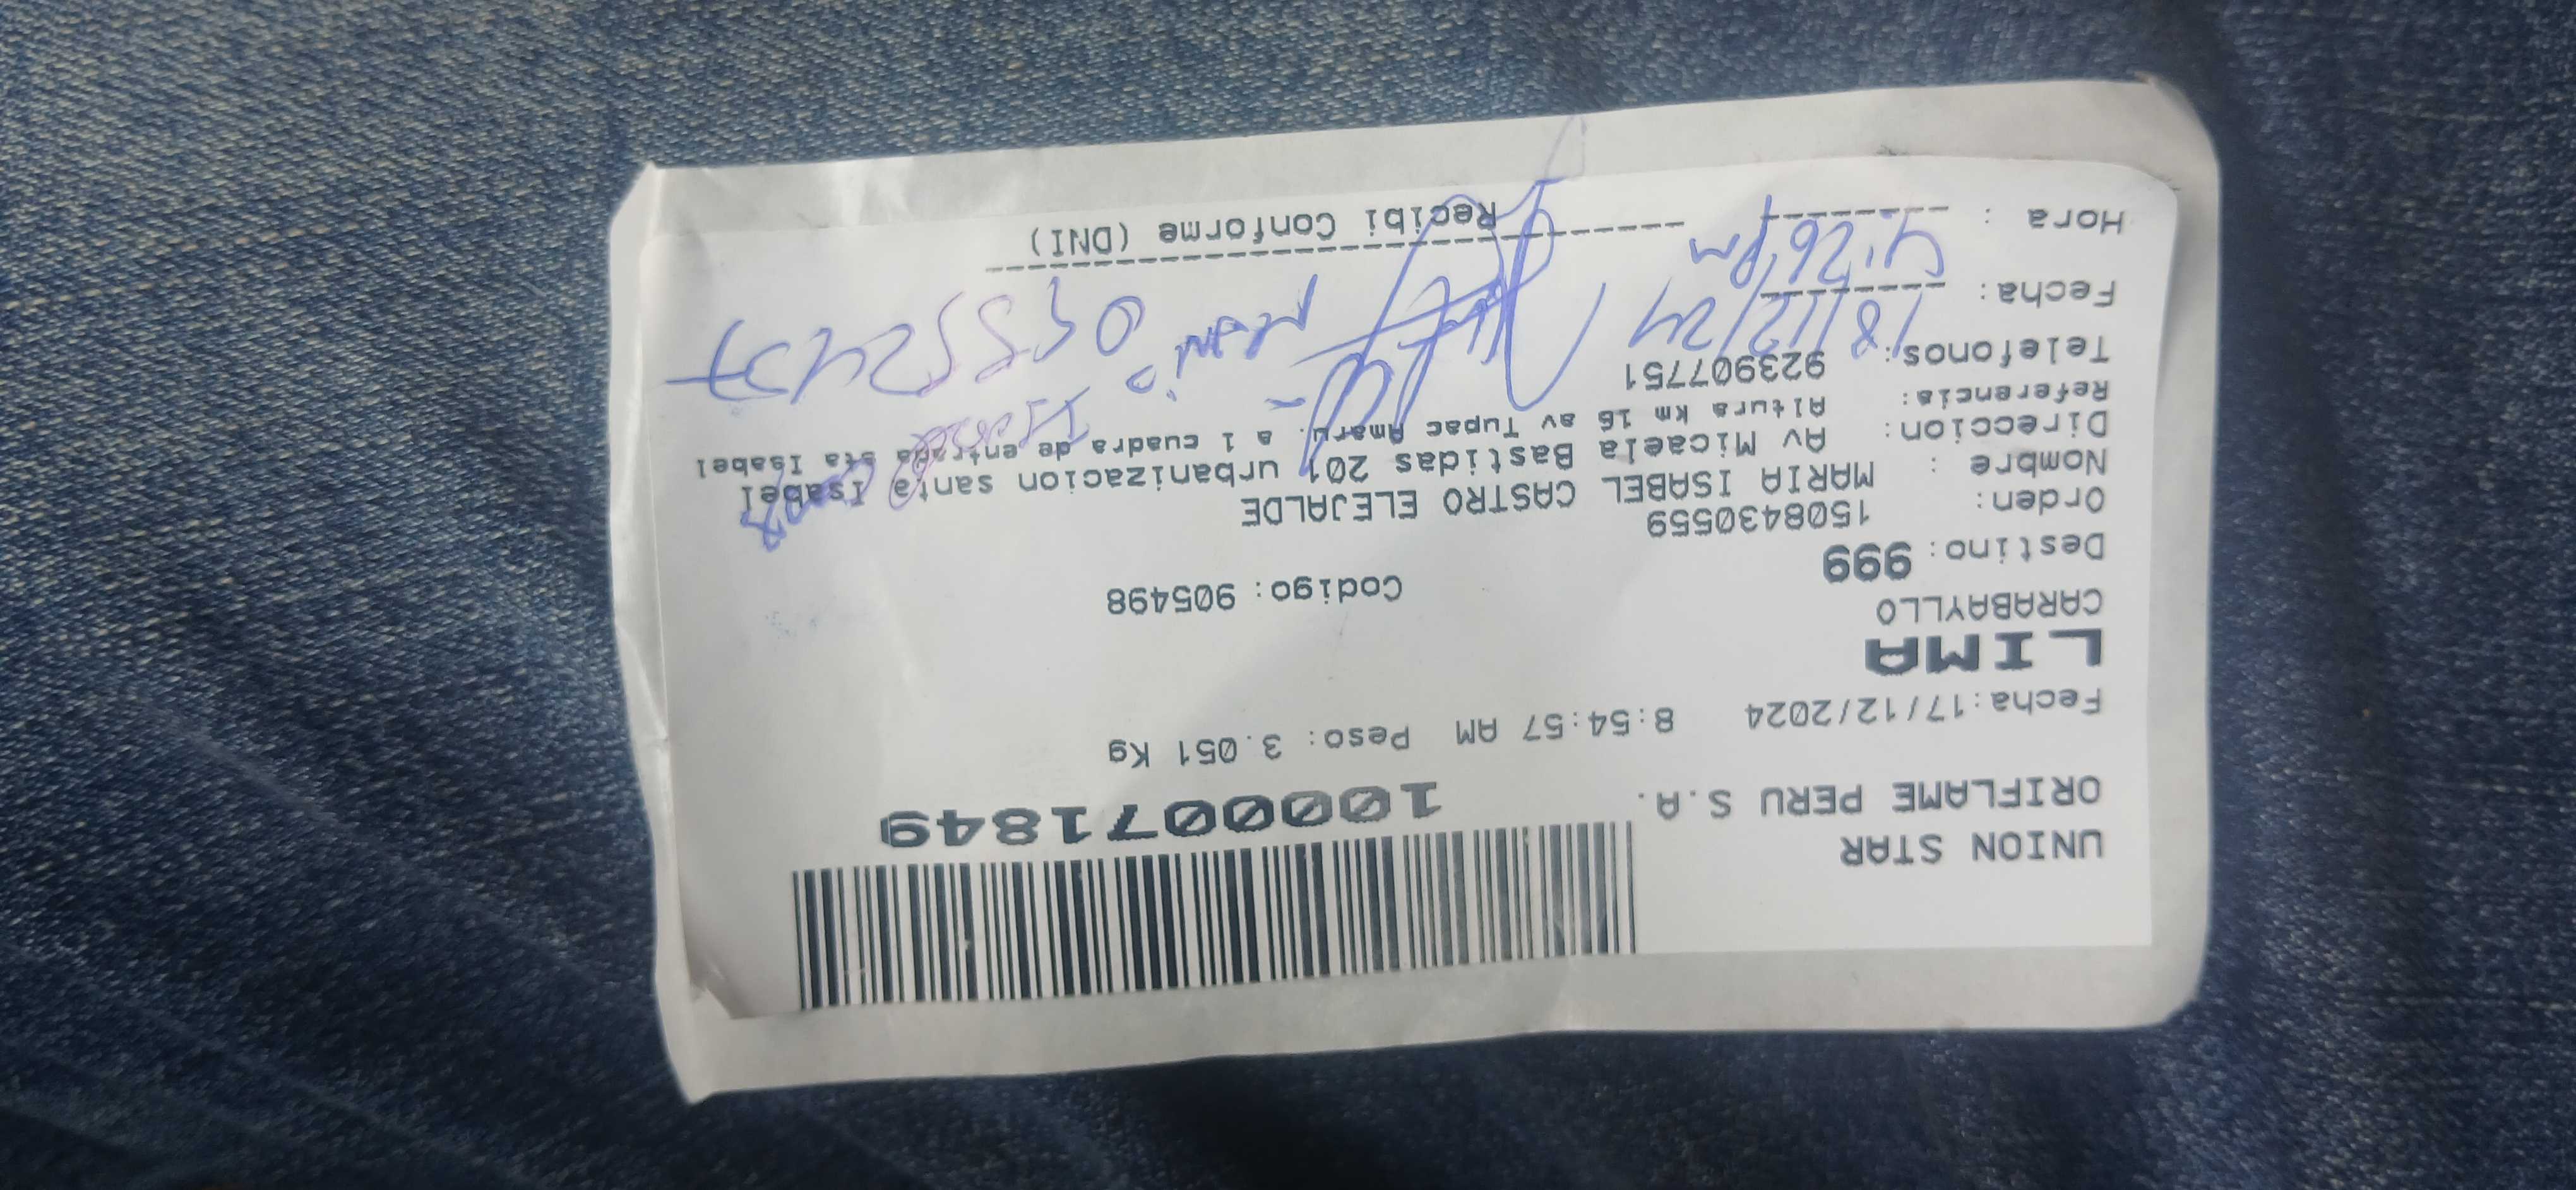 UNION STAR
ORIFLAME PERU S.A.
1000071849
Fecha:17/12/2024 8:54:57 AM Peso: 3.051 Kg
LIMA
CARABAYLLO
Destino: 999 Codigo: 905498
Orden: 1508430559
Nombre : MARIA ISABEL CASTRO ELEJALDE
Direccion: Av Micaela Bastidas 201 urbanizacion santa Isabel
Referencia: Altura km 16 av Tupac Amaru. a 1 cuadra de entrada sta Isabel
Telefonos: 923907751
Fecha: 18/12/24
Hora : 4:26 pm
Recibi Conforme (DNI)